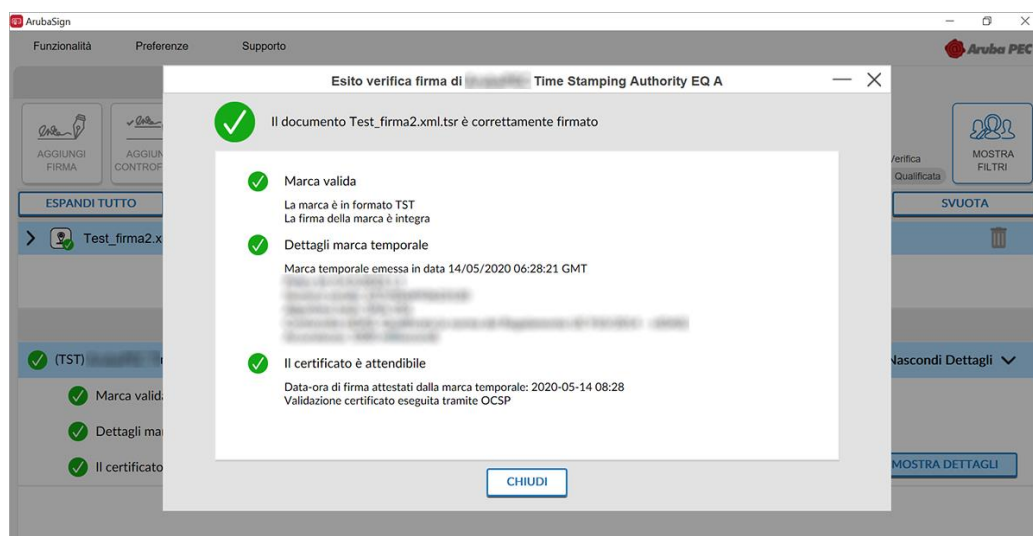 ArubaSign
Funzionalità Preferenze Supporto
Aruba PEC
Esito verifica firma di Time Stamping Authority EQ A
Il documento Test_firma2.xml.tsr è correttamente firmato
AGGIUNGI
FIRMA
AGGIUN
CONTROF
Verifica
Qualificata
MOSTRA
FILTRI
ESPANDI TUTTO
SVUOTA
Test_firma2.x
Marca valida
La marca è in formato TST
La firma della marca è integra
Dettagli marca temporale
Marca temporale emessa in data 14/05/2020 06:28:21 GMT
Il certificato è attendibile
Data-ora di firma attestati dalla marca temporale: 2020-05-14 08:28
Validazione certificato eseguita tramite OCSP
(TST)
Nascondi Dettagli
Marca valid
Dettagli ma
Il certificato
MOSTRA DETTAGLI
CHIUDI